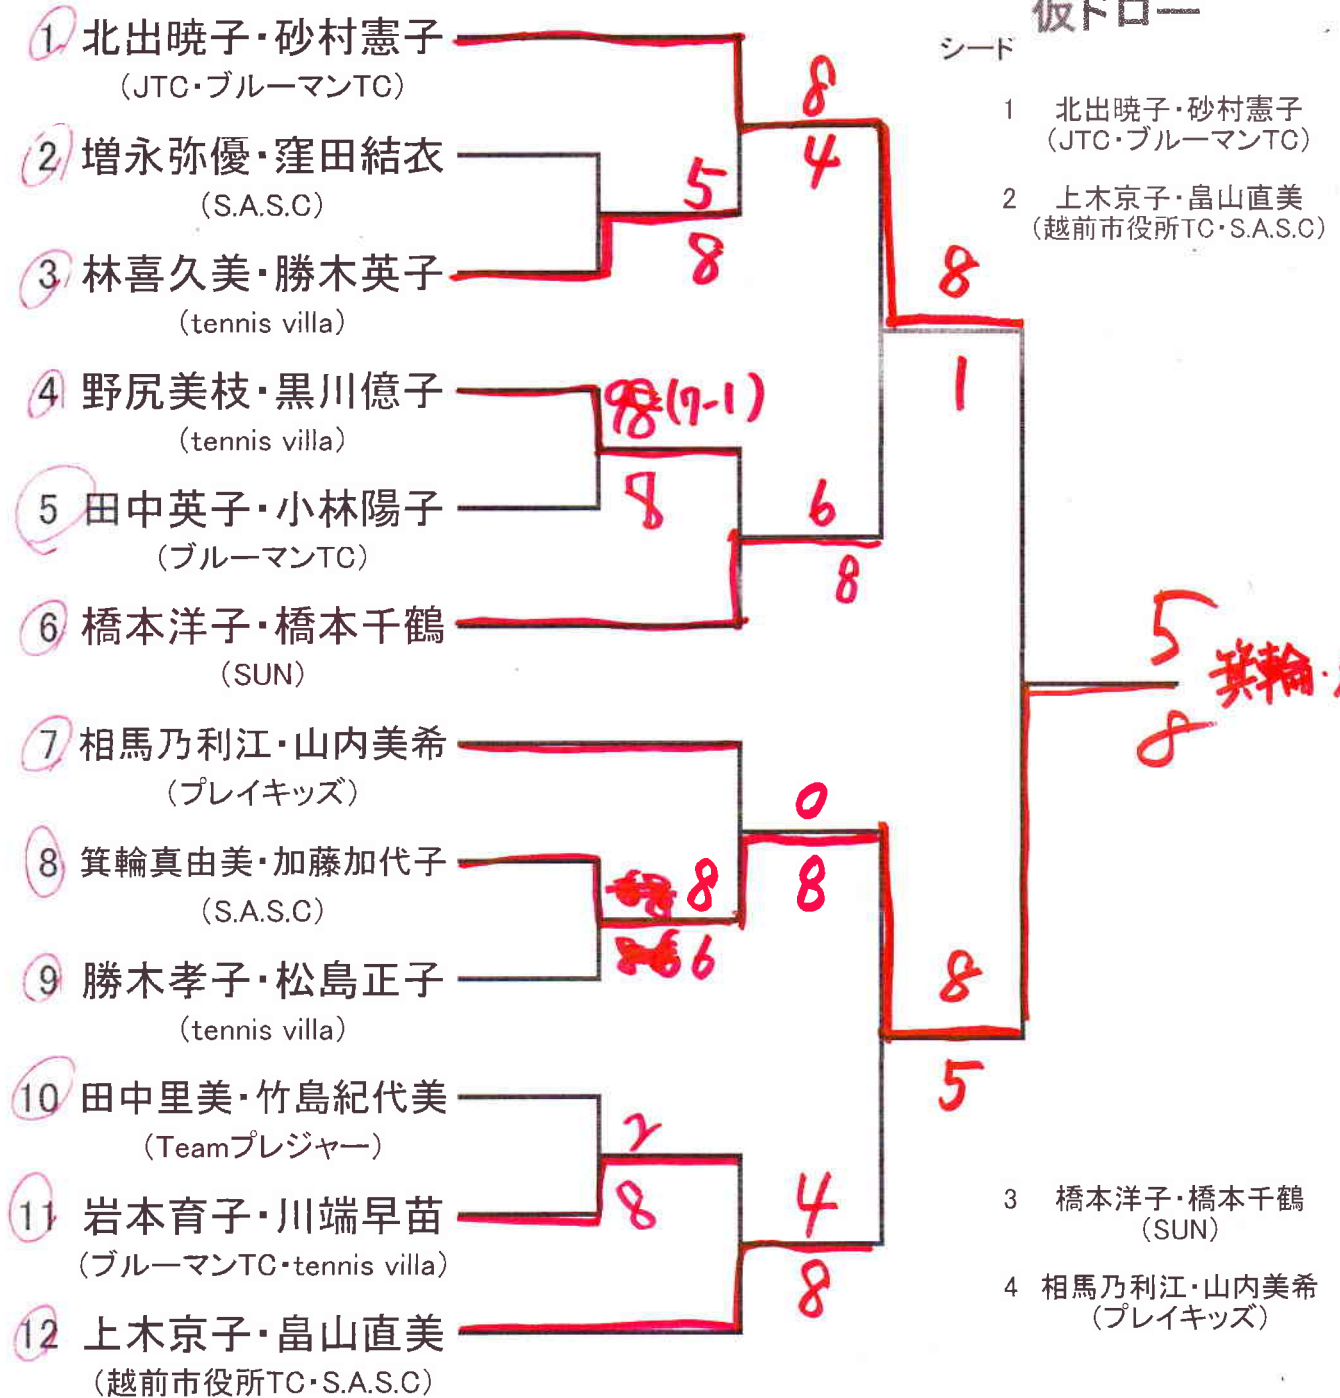 仮ドロー
シード
1 北出暁子・砂村憲子
(JTC・ブルーマンTC)
2 上木京子・畠山直美
(越前市役所TC・S.A.S.C)
1 北出暁子・砂村憲子
(JTC・ブルーマンTC)
8
4
2 増永弥優・窪田結衣
(S.A.S.C)
5
8
3 林喜久美・勝木英子
(tennis villa)
8
1
4 野尻美枝・黒川億子
(tennis villa)
(7-1)
8
5 田中英子・小林陽子
(ブルーマンTC)
6
8
6 橋本洋子・橋本千鶴
(SUN)
5
箕輪・
8
7 相馬乃利江・山内美希
(プレイキッズ)
0
8
8 箕輪真由美・加藤加代子
(S.A.S.C)
8
6
9 勝木孝子・松島正子
(tennis villa)
8
5
10 田中里美・竹島紀代美
(Teamプレジャー)
2
8
11 岩本育子・川端早苗
(ブルーマンTC・tennis villa)
4
8
12 上木京子・畠山直美
(越前市役所TC・S.A.S.C)
3 橋本洋子・橋本千鶴
(SUN)
4 相馬乃利江・山内美希
(プレイキッズ)